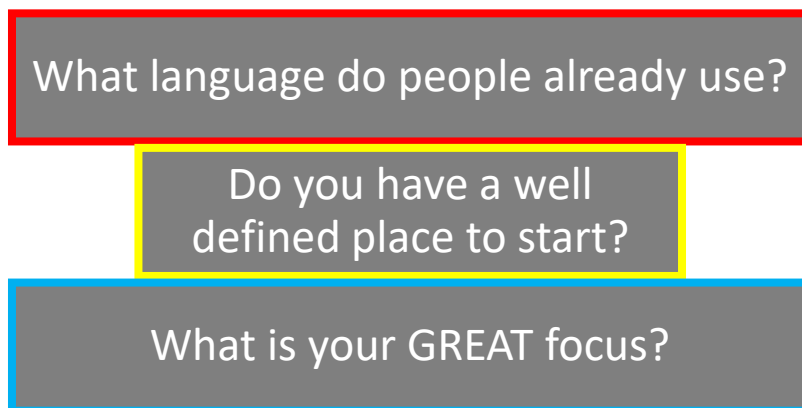 What language do people already use?
Do you have a well
defined place to start?
What is your GREAT focus?